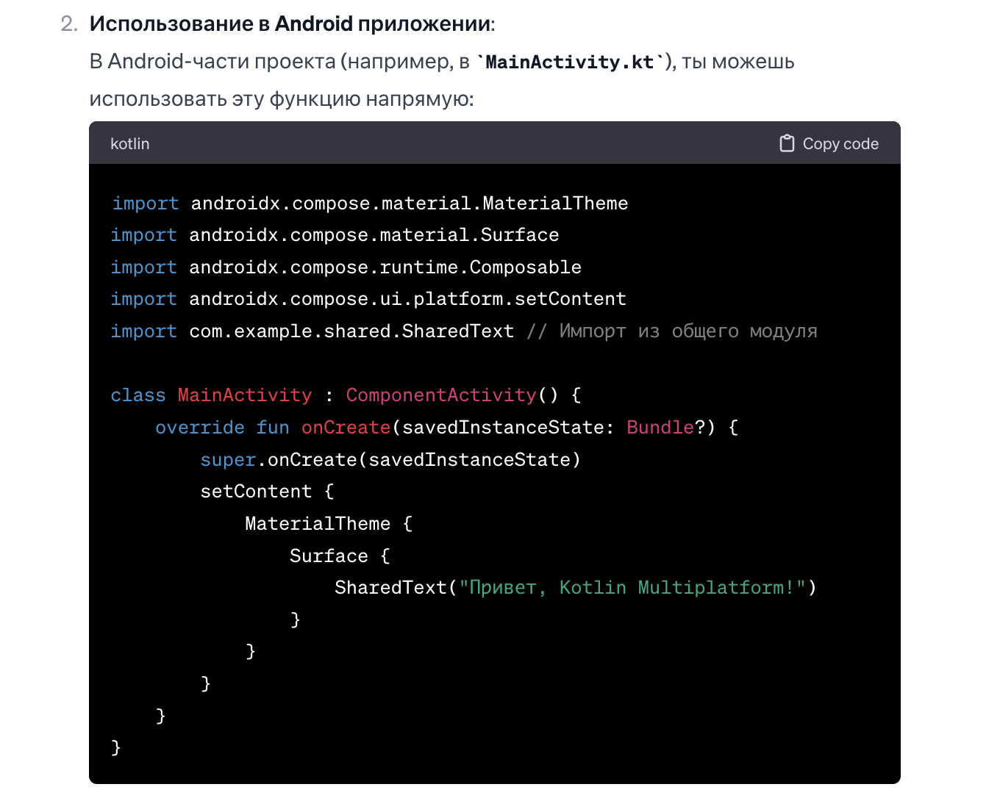 2. Использование в Android приложении:
В Android-части проекта (например, в `MainActivity.kt`), ты можешь
использовать эту функцию напрямую:
kotlin Copy code
import androidx.compose.material.MaterialTheme
import androidx.compose.material.Surface
import androidx.compose.runtime.Composable
import androidx.compose.ui.platform.setContent
import com.example.shared.SharedText // Импорт из общего модуля
class MainActivity : ComponentActivity() {
    override fun onCreate(savedInstanceState: Bundle?) {
        super.onCreate(savedInstanceState)
        setContent {
            MaterialTheme {
                Surface {
                    SharedText("Привет, Kotlin Multiplatform!")
                }
            }
        }
    }
}